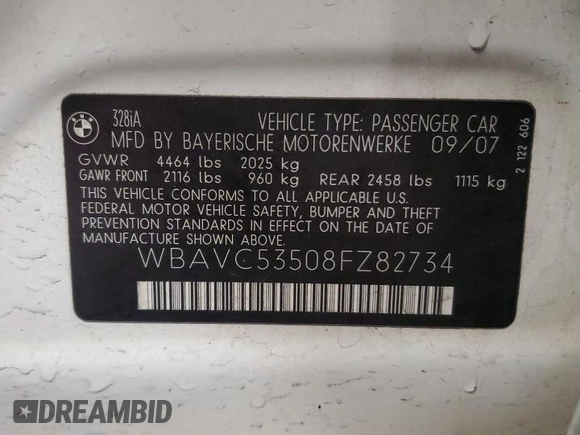 BMW
328iA VEHICLE TYPE: PASSENGER CAR
MFD BY BAYERISCHE MOTORENWERKE 09/07
GVWR 4464 lbs 2025 kg
GAWR FRONT 2116 lbs 960 kg REAR 2458 lbs 1115 kg
THIS VEHICLE CONFORMS TO ALL APPLICABLE U.S.
FEDERAL MOTOR VEHICLE SAFETY, BUMPER AND THEFT
PREVENTION STANDARDS IN EFFECT ON THE DATE OF
MANUFACTURE SHOWN ABOVE.
WBAVC53508FZ82734
2 122 606
DREAMBID